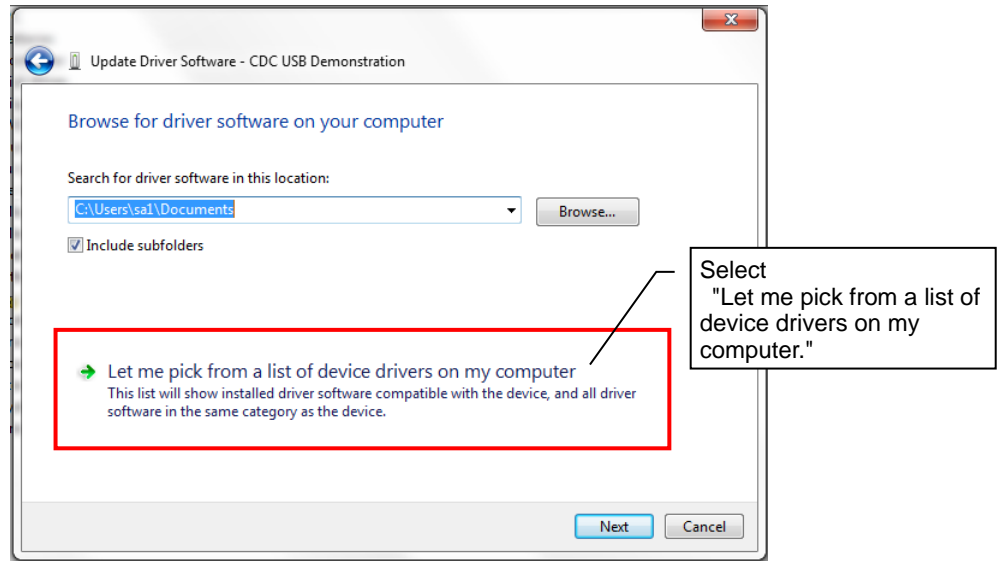 Update Driver Software - CDC USB Demonstration
Browse for driver software on your computer
Search for driver software in this location:
C:\Users\sa1\Documents
Browse...
Include subfolders
Select
"Let me pick from a list of
device drivers on my
computer."
Let me pick from a list of device drivers on my computer
This list will show installed driver software compatible with the device, and all driver
software in the same category as the device.
Next
Cancel